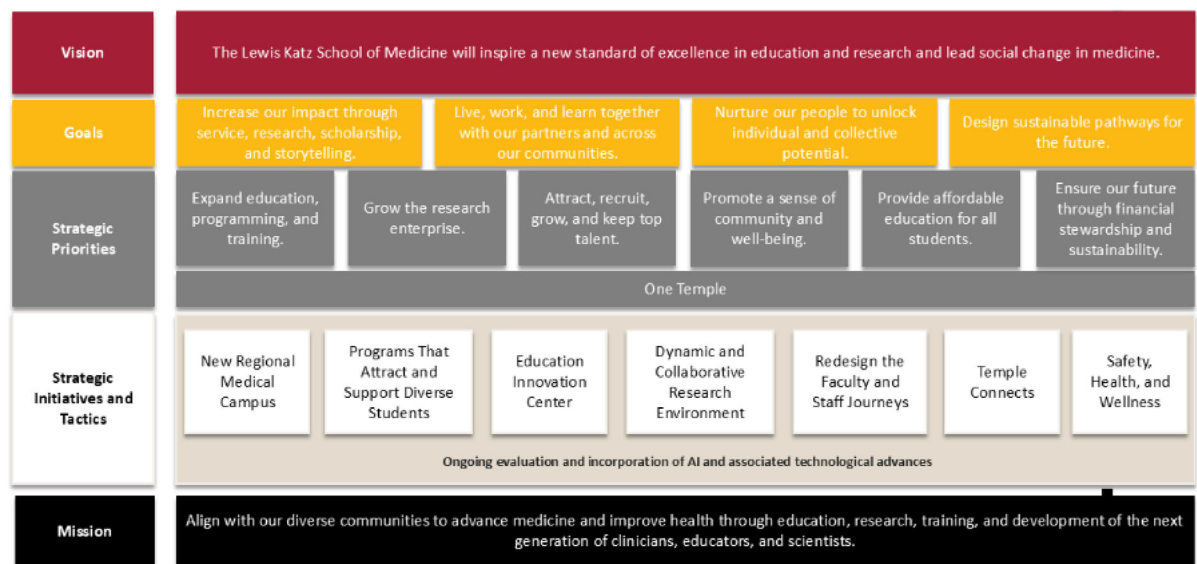 Vision
The Lewis Katz School of Medicine will inspire a new standard of excellence in education and research and lead social change in medicine.
Goals
Increase our impact through
service, research, scholarship,
and storytelling.
Live, work, and learn together
with our partners and across
our communities.
Nurture our people to unlock
individual and collective
potential.
Design sustainable pathways for
the future.
Strategic
Priorities
Expand education,
programming, and
training.
Grow the research
enterprise.
Attract, recruit,
grow, and keep top
talent.
Promote a sense of
community and
well-being.
Provide affordable
education for all
students.
Ensure our future
through financial
stewardship and
sustainability.
One Temple
Strategic
Initiatives and
Tactics
New Regional
Medical
Campus
Programs That
Attract and
Support Diverse
Students
Education
Innovation
Center
Dynamic and
Collaborative
Research
Environment
Redesign the
Faculty and
Staff Journeys
Temple
Connects
Safety,
Health, and
Wellness
Ongoing evaluation and incorporation of AI and associated technological advances
Mission
Align with our diverse communities to advance medicine and improve health through education, research, training, and development of the next
generation of clinicians, educators, and scientists.